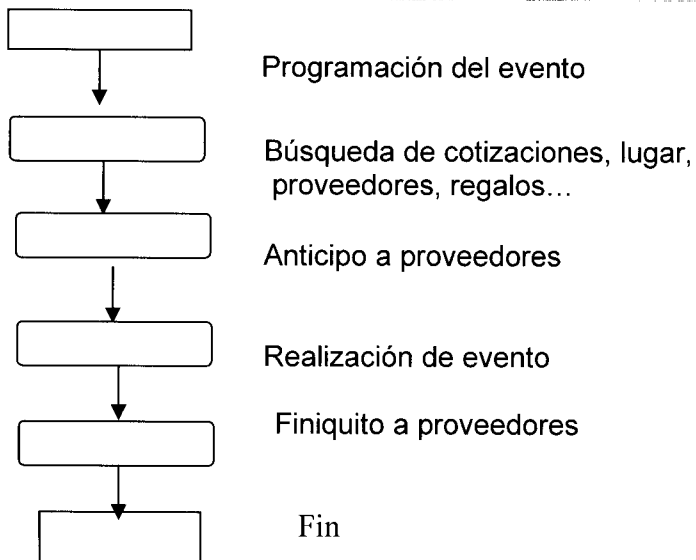 Programación del evento
Búsqueda de cotizaciones, lugar,
proveedores, regalos...
Anticipo a proveedores
Realización de evento
Finiquito a proveedores
Fin